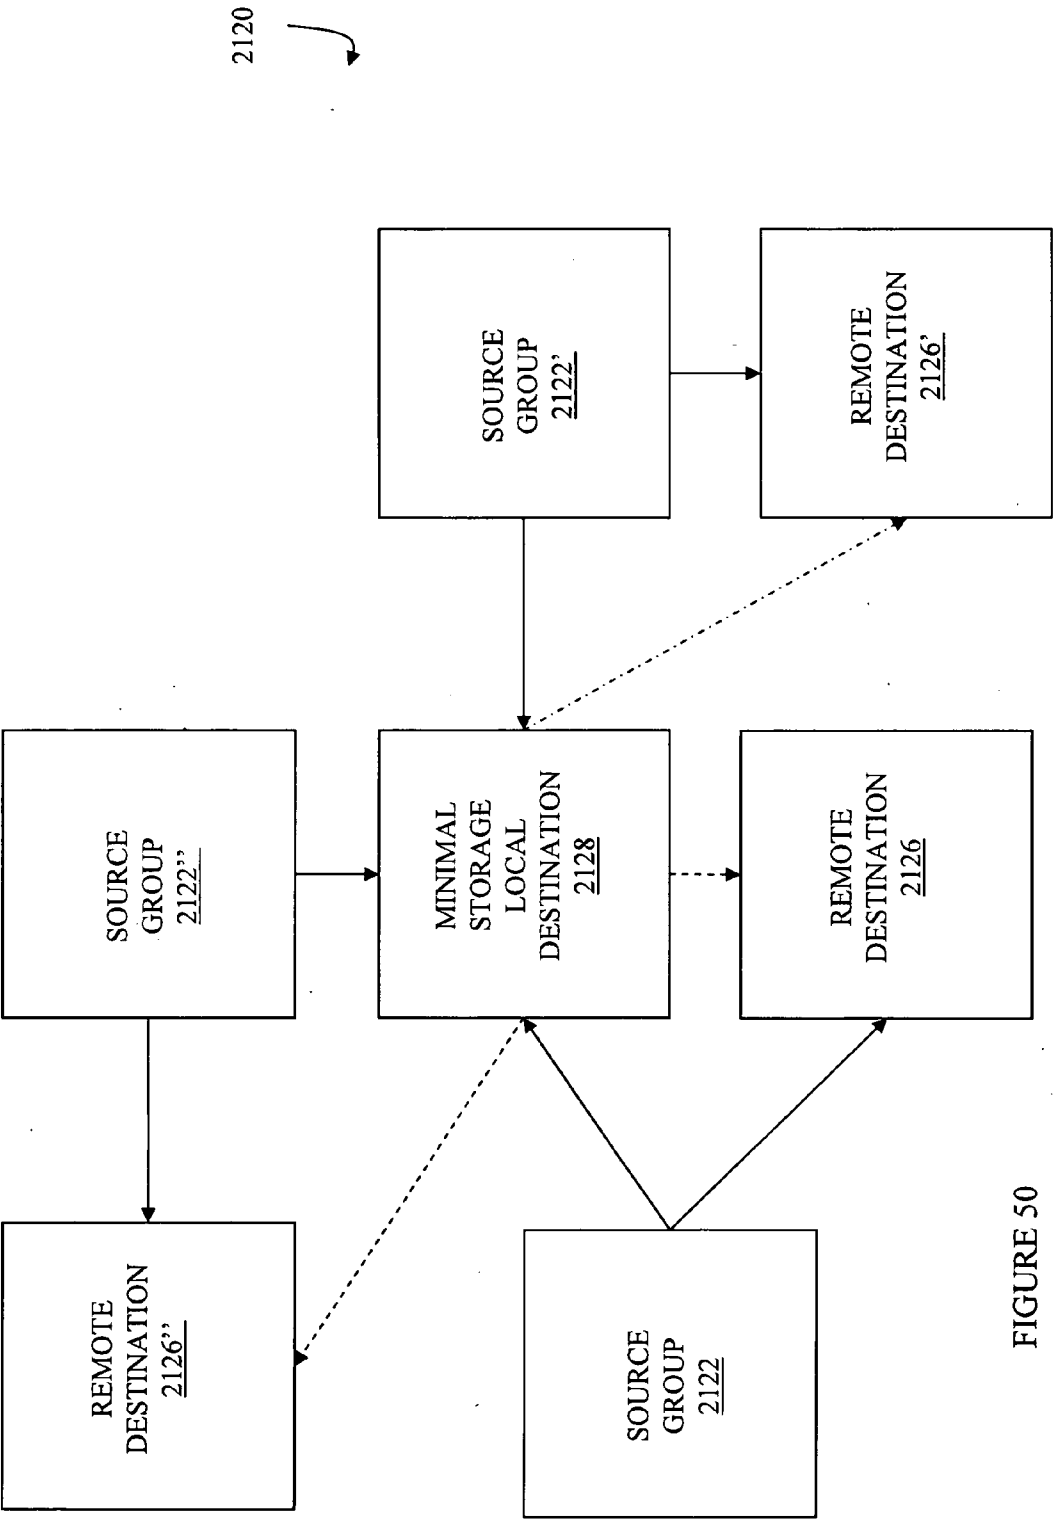 REMOTE
DESTINATION
2126''
SOURCE
GROUP
2122''
2120
MINIMAL
STORAGE
LOCAL
DESTINATION
2128
SOURCE
GROUP
2122'
SOURCE
GROUP
2122
REMOTE
DESTINATION
2126
REMOTE
DESTINATION
2126'
FIGURE 50